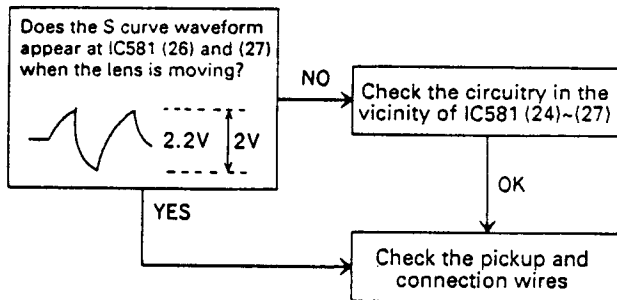 Does the S curve waveform
appear at IC581 (26) and (27)
when the lens is moving?
2.2V
2V
NO
Check the circuitry in the
vicinity of IC581 (24)~(27)
OK
YES
Check the pickup and
connection wires